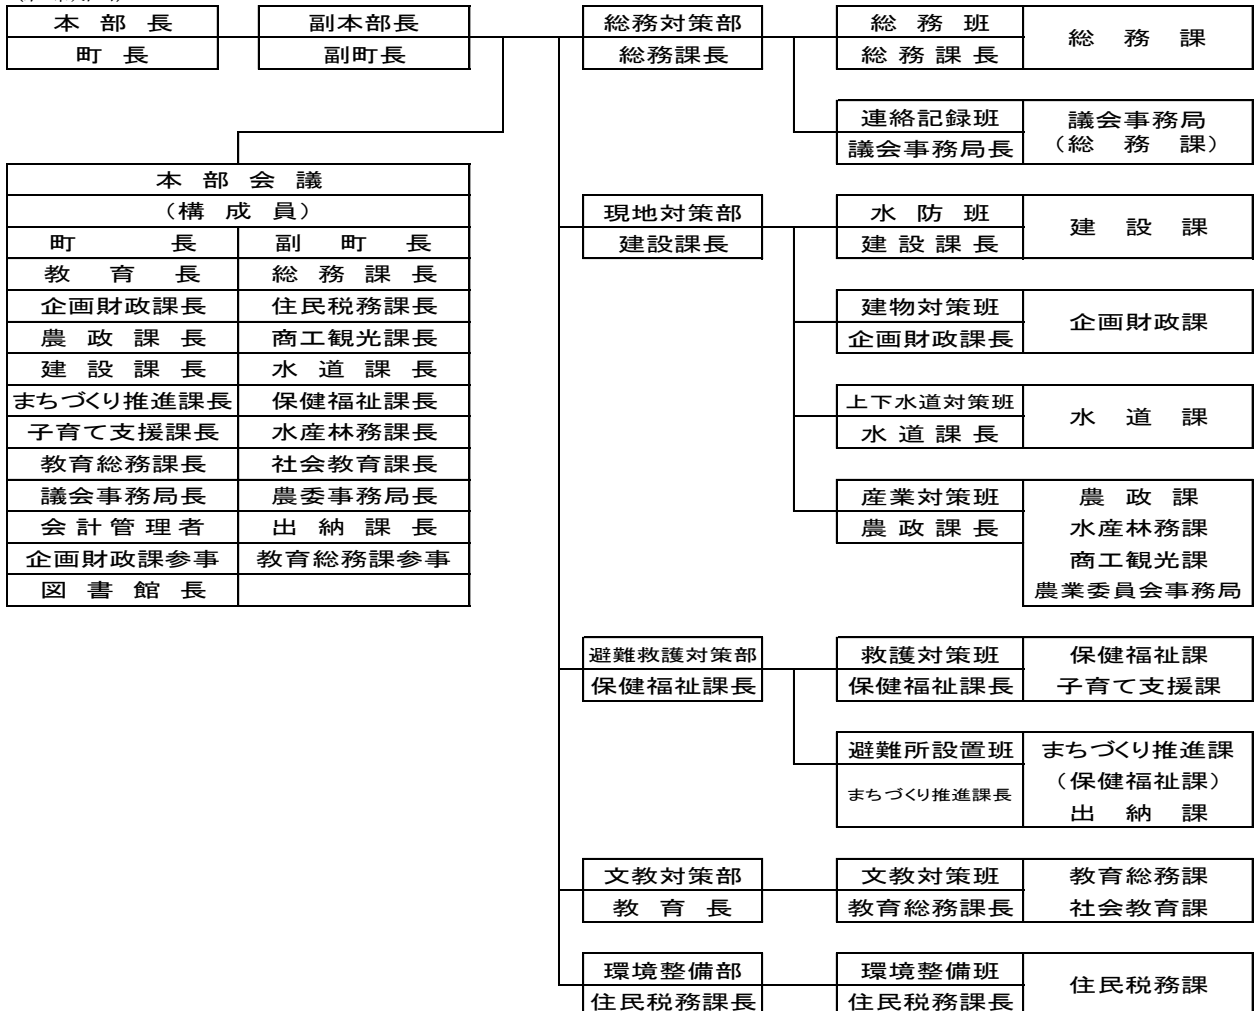 本部長 副本部長
町長 副町長
本部会議
（構成員）
町長 副町長
教育長 総務課長
企画財政課長 住民税務課長
農政課長 商工観光課長
建設課長 水道課長
まちづくり推進課長 保健福祉課長
子育て支援課長 水産林務課長
教育総務課長 社会教育課長
議会事務局長 農委事務局長
会計管理者 出納課長
企画財政課参事 教育総務課参事
図書館長
総務対策部 総務班 総務課
総務課長 総務課長
連絡記録班 議会事務局
議会事務局長 （総務課）
現地対策部 水防班 建設課
建設課長 建設課長
建物対策班 企画財政課
企画財政課長
上下水道対策班 水道課
水道課長
産業対策班 農政課
農政課長 水産林務課
商工観光課
農業委員会事務局
避難救護対策部 救護対策班 保健福祉課
保健福祉課長 保健福祉課長 子育て支援課
避難所設置班 まちづくり推進課
まちづくり推進課長 （保健福祉課）
出納課
文教対策部 文教対策班 教育総務課
教育長 教育総務課長 社会教育課
環境整備部 環境整備班 住民税務課
住民税務課長 住民税務課長